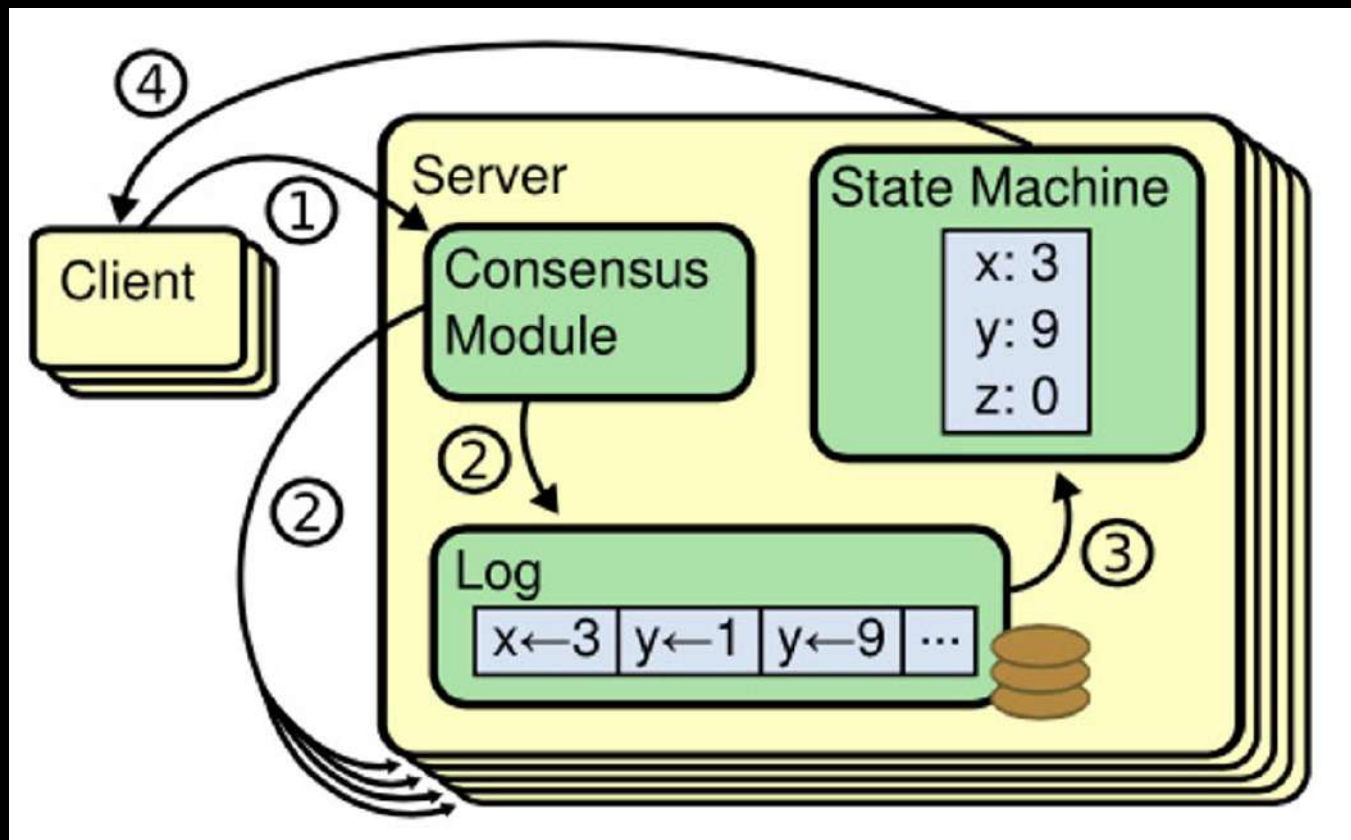 ④
①
Server
State Machine
Client
Consensus
Module
x: 3
y: 9
z: 0
②
②
③
Log
x←3 y←1 y←9 ...